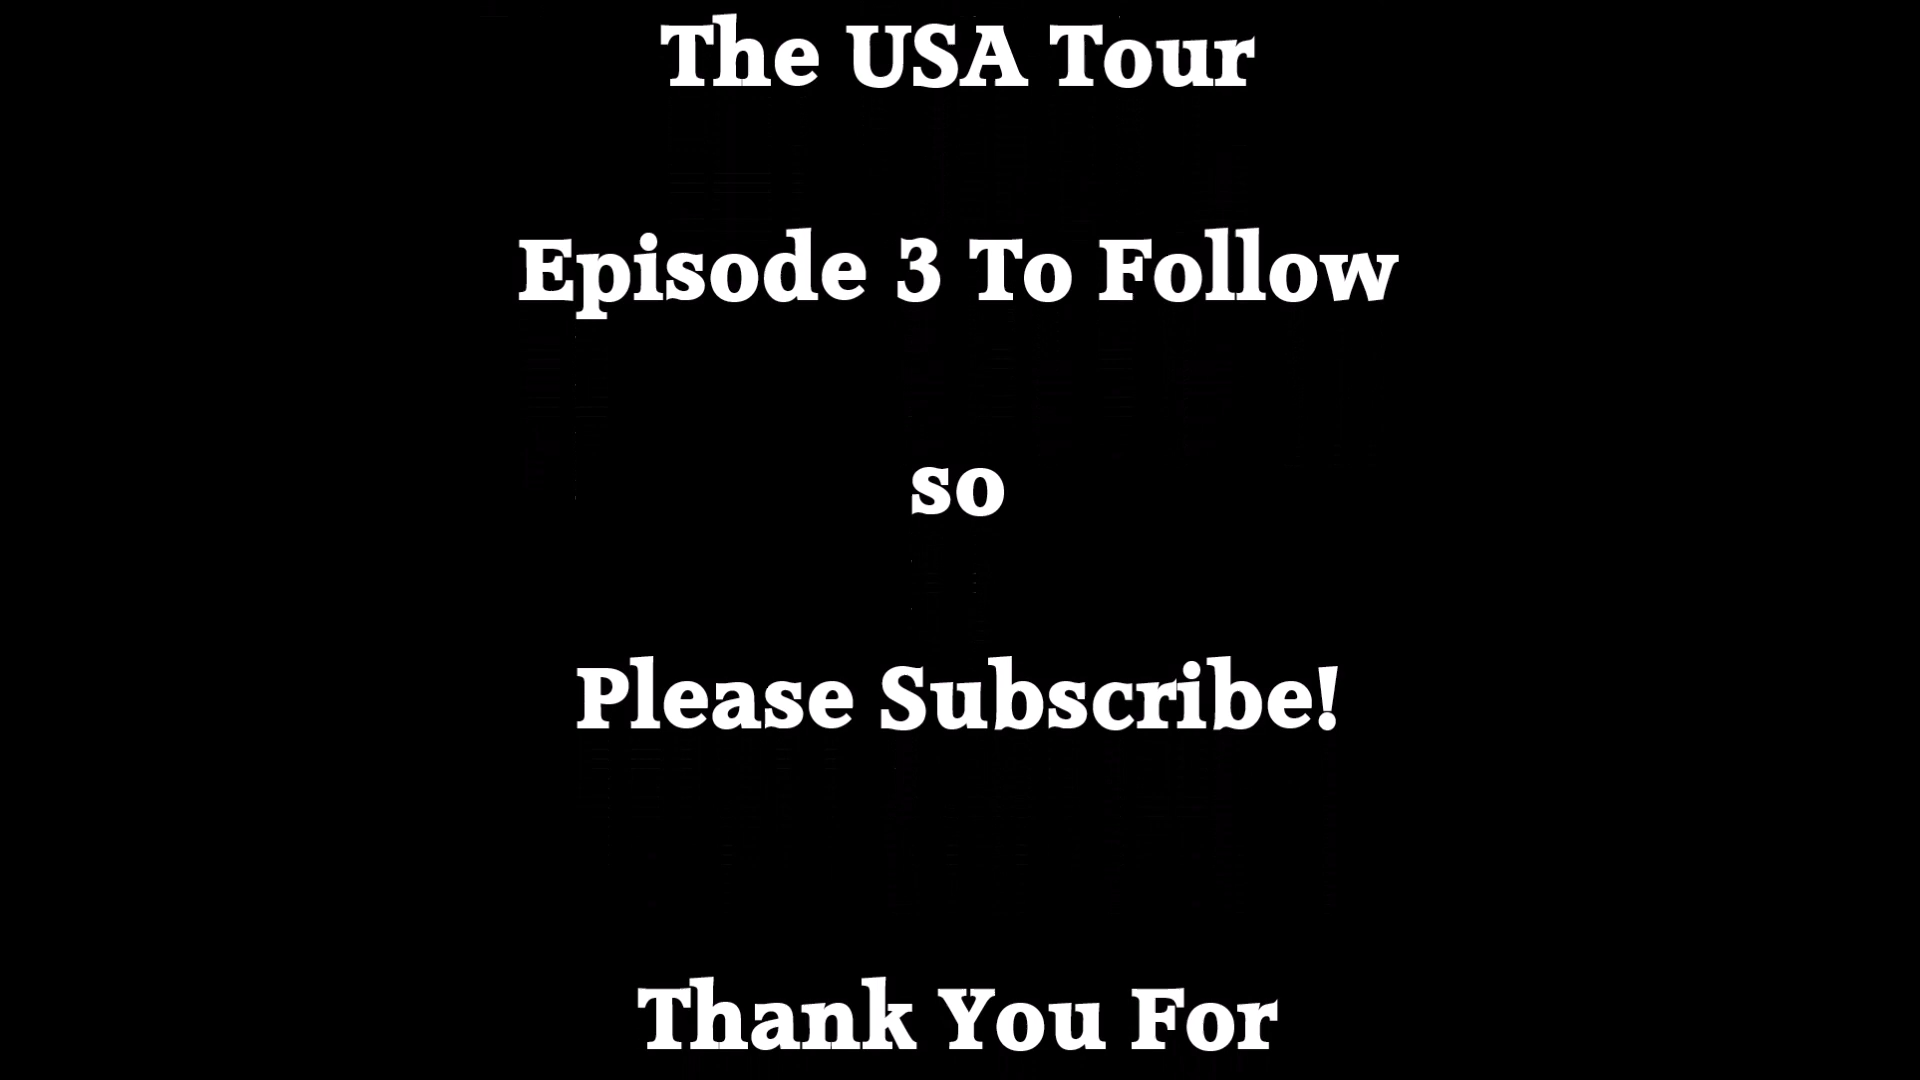 The USA Tour
Episode 3 To Follow
so
Please Subscribe!
Thank You For